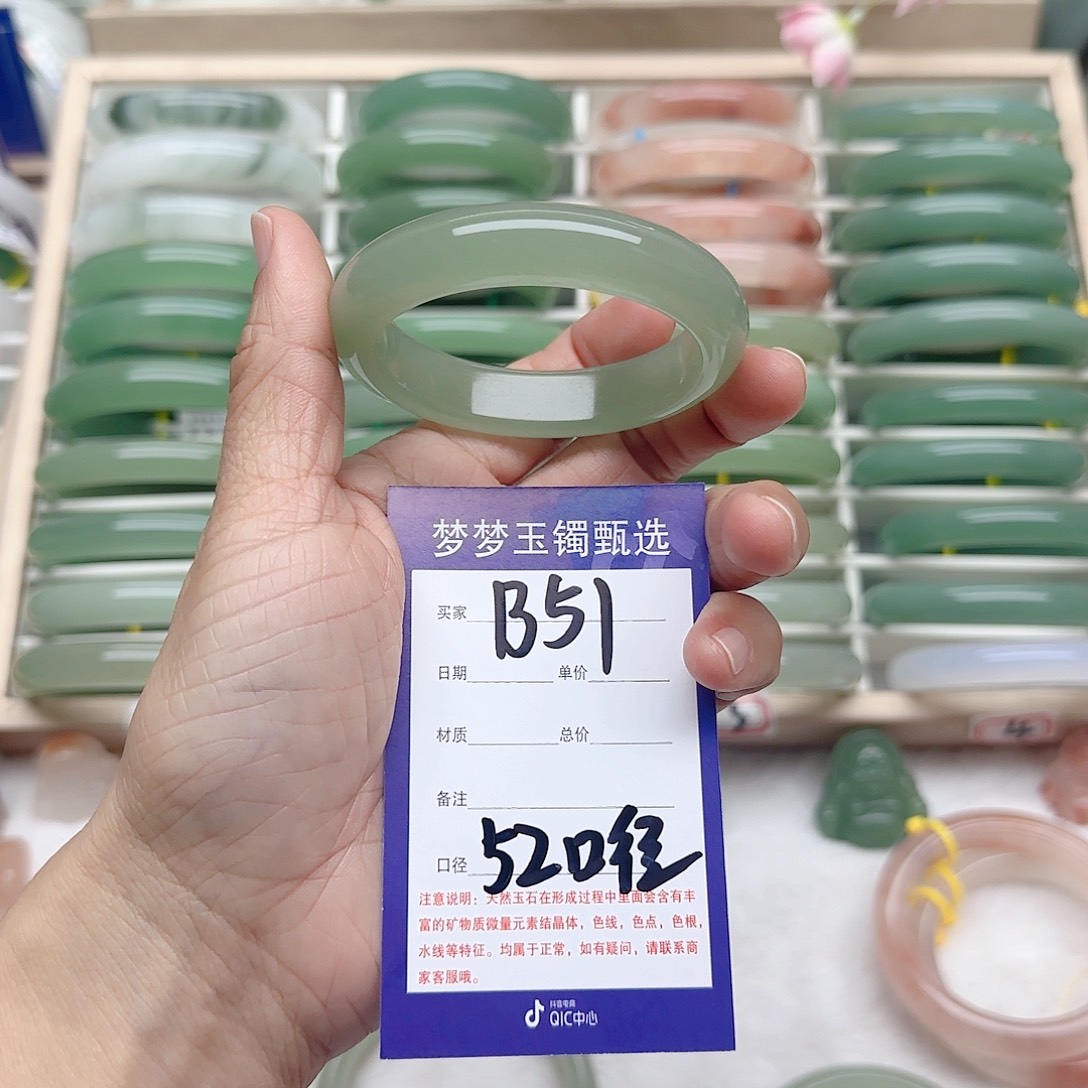 梦梦玉镯甄选
买家 B51
日期 单价
材质 总价
备注
口径 52口径
注意说明：天然玉石在形成过程中里面会含有丰
富的矿物质微量元素结晶体，色线，色点，色根，
水线等特征。均属于正常，如有疑问，请联系商
家客服哦。
抖音电商
QIC中心
4